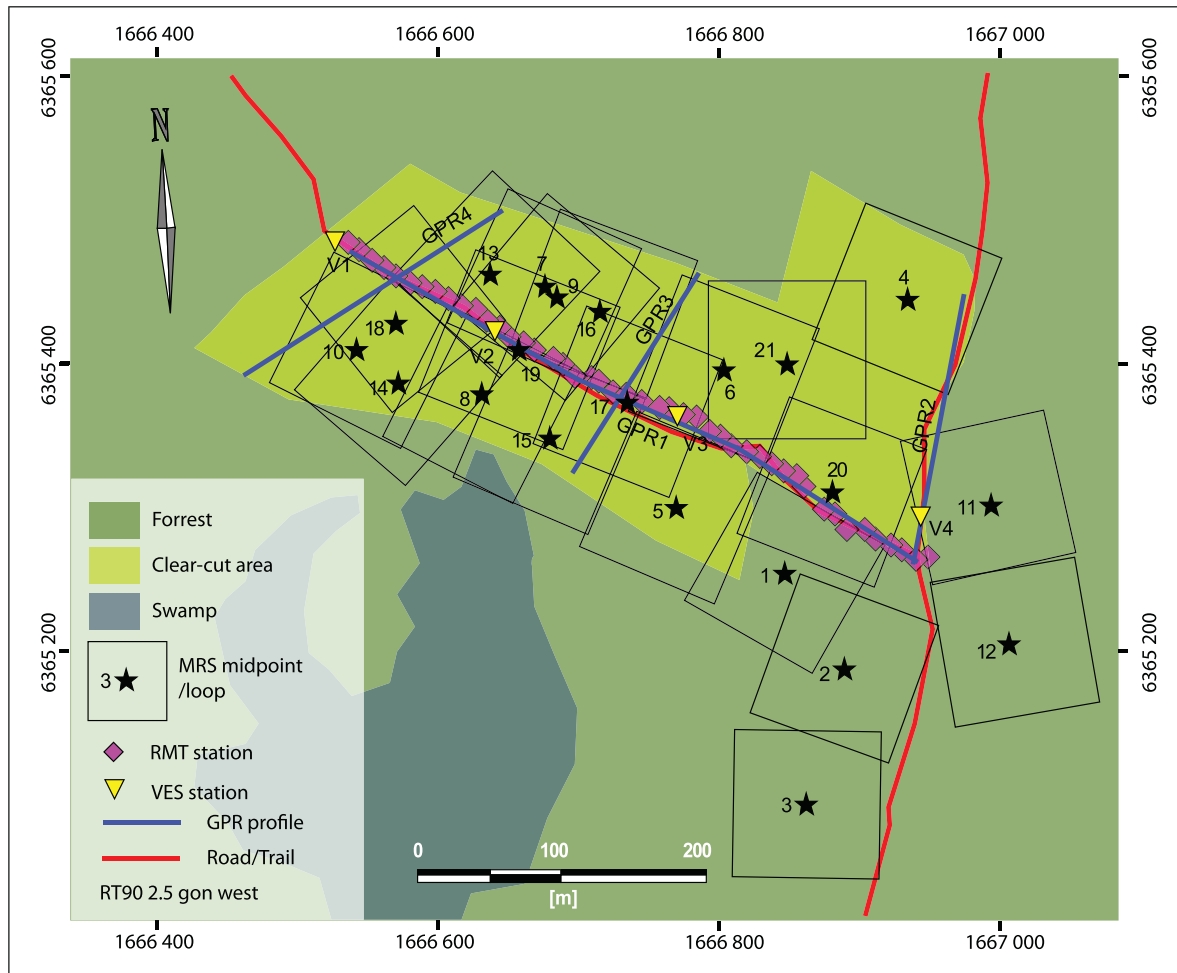 1666 400
1666 600
1666 800
1667 000
6365 600
6365 600
N
GPR4
4
13
7
9
V1
16
GPR3
18
21
6365 400
10
V2
19
6
6365 400
14
8
17
GPR1
V3
GPR2
15
20
5
11
V4
1
6365 200
2
12
6365 200
3
Forrest
Clear-cut area
Swamp
3
MRS midpoint
/loop
RMT station
VES station
GPR profile
Road/Trail
RT90 2.5 gon west
0
100
200
[m]
1666 400
1666 600
1666 800
1667 000